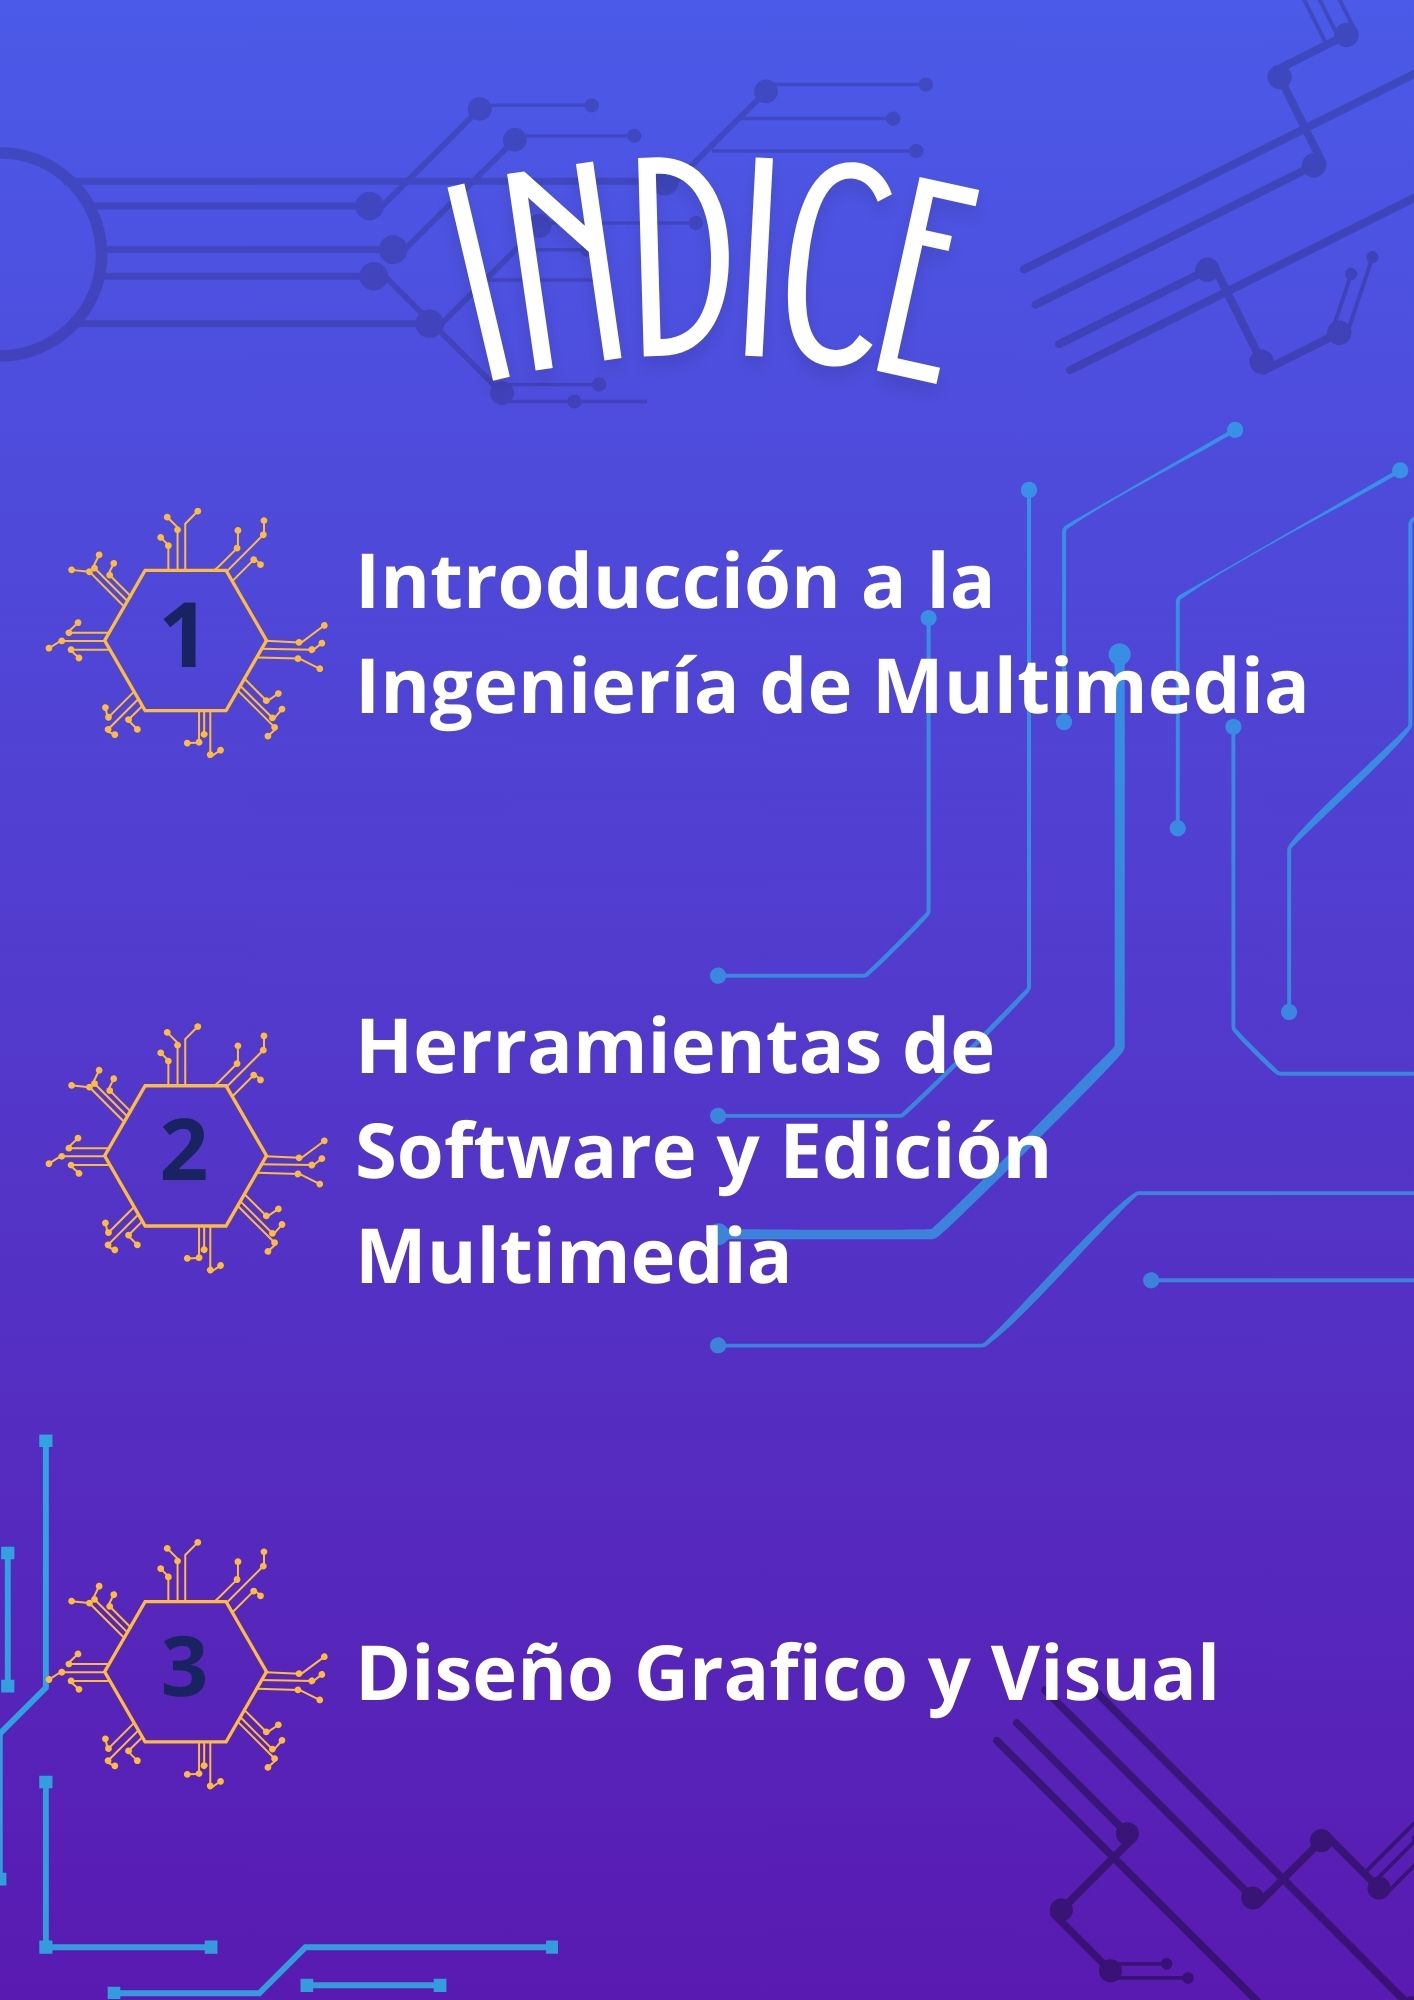 INDICE
1
Introducción a la
Ingeniería de Multimedia
2
Herramientas de
Software y Edición
Multimedia
3
Diseño Grafico y Visual